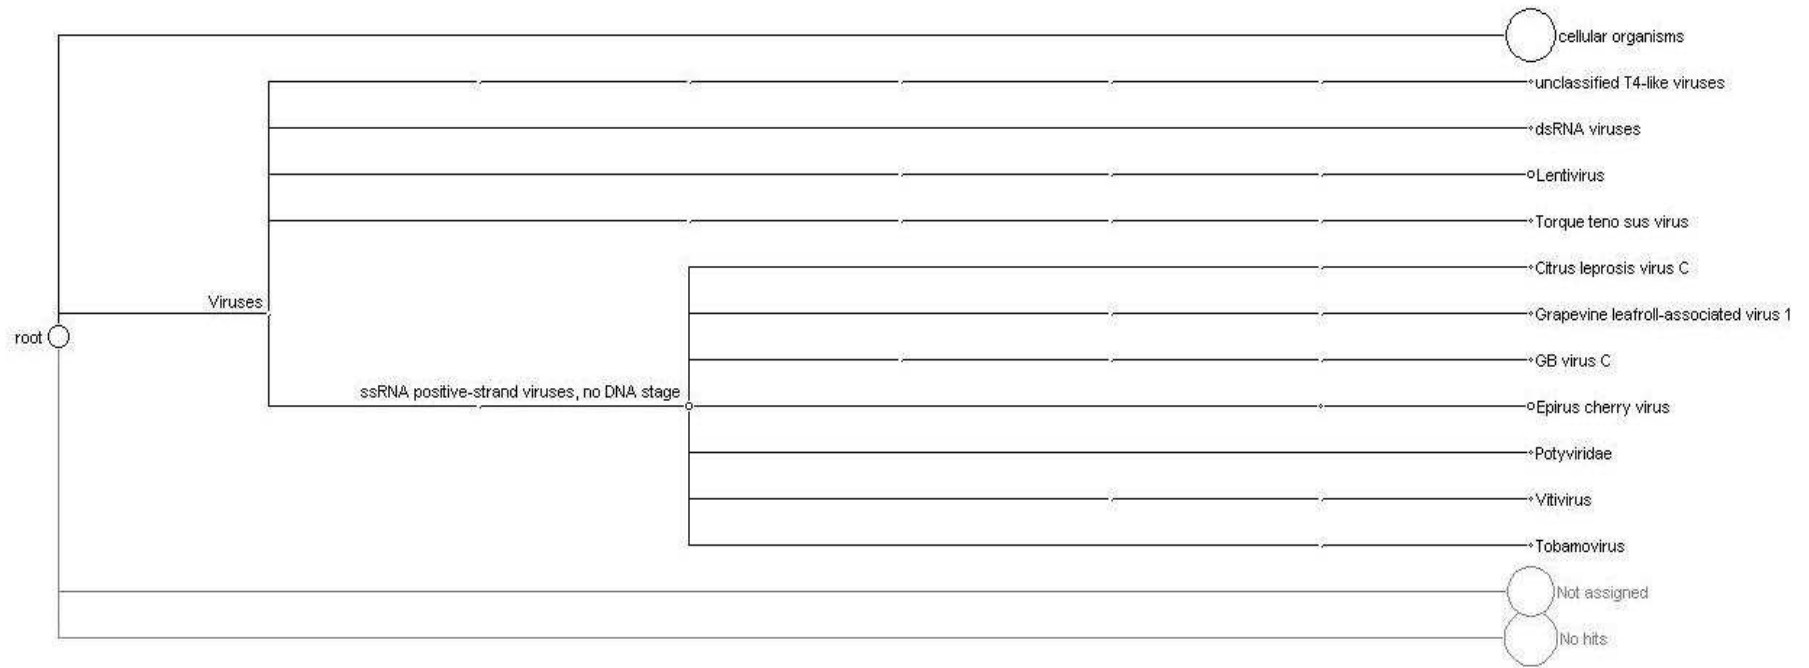 cellular organisms
unclassified T4-like viruses
dsRNA viruses
Lentivirus
Torque teno sus virus
Citrus leprosis virus C
Viruses
Grapevine leafroll-associated virus 1
root
GB virus C
ssRNA positive-strand viruses, no DNA stage
Epirus cherry virus
Potyviridae
Vitivirus
Tobamovirus
Not assigned
No hits